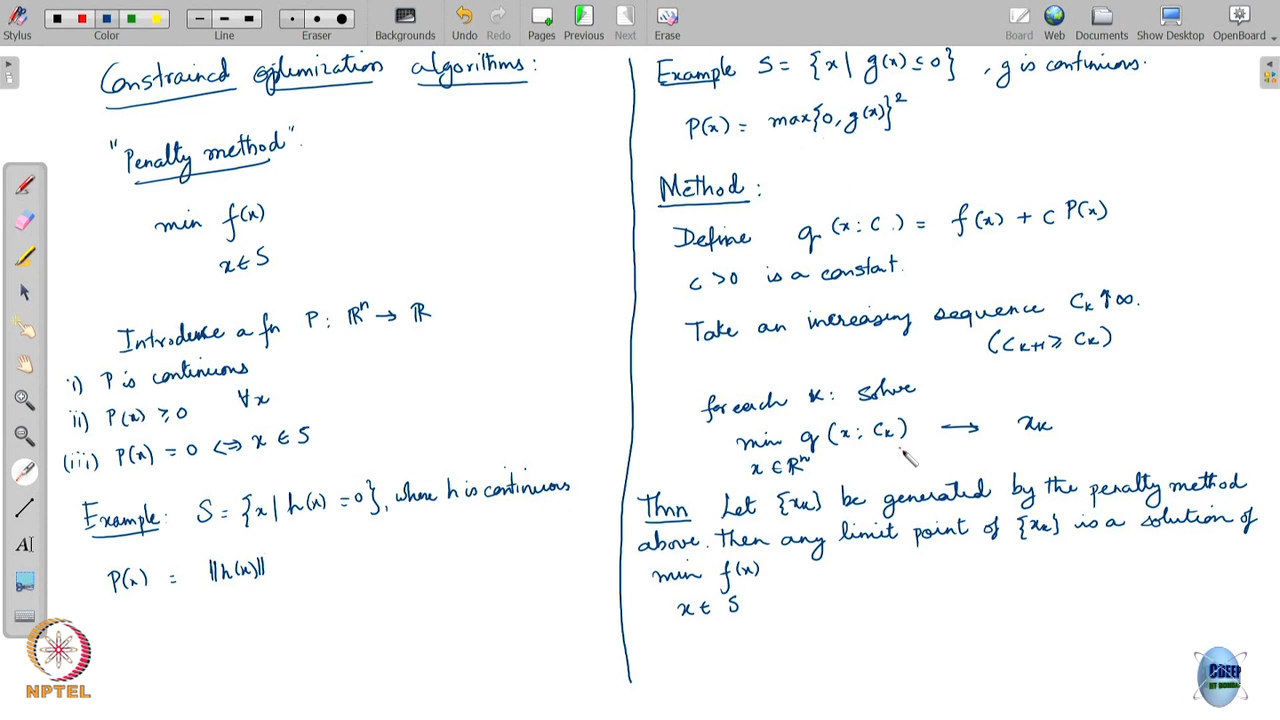 Stylus
Color
Line
Eraser
Backgrounds
Undo
Redo
Pages
Previous
Next
Erase
Board
Web
Documents
Show Desktop
OpenBoard
Constrained optimization algorithms:
"Penalty method".
min f(x)
x ∈ S
Introduce a fn P: ℝⁿ → ℝ
i) P is continuous
ii) P(x) ≥ 0 ∀x
(iii) P(x) = 0 ⇔ x ∈ S
Example: S = {x | h(x) = 0}, where h is continuous
P(x) = ||h(x)||
Example S = {x | g(x) ≤ 0}, g is continuous.
P(x) = max{0, g(x)}²
Method:
Define q(x: c) = f(x) + c P(x)
c > 0 is a constant.
Take an increasing sequence Cₖ ↑ ∞.
(Cₖ₊₁ ≥ Cₖ)
for each k: solve
min q(x: Cₖ) → xₖ
x ∈ ℝⁿ
Thm Let {xₖ} be generated by the penalty method
above. Then any limit point of {xₖ} is a solution of
min f(x)
x ∈ S
NPTEL
CDEEP
IIT BOMBAY